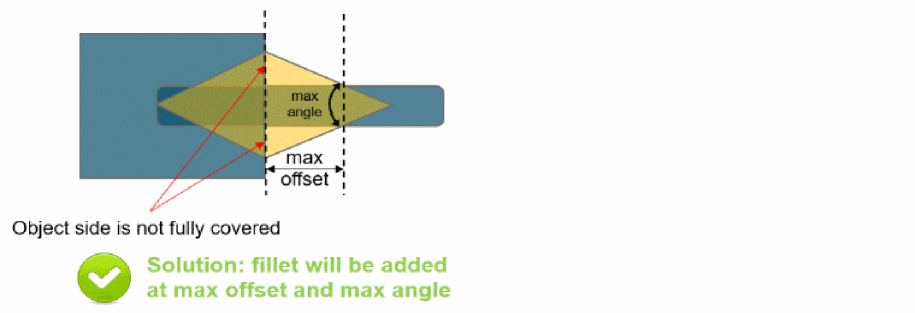 max
angle
max
offset
Object side is not fully covered
Solution: fillet will be added
at max offset and max angle